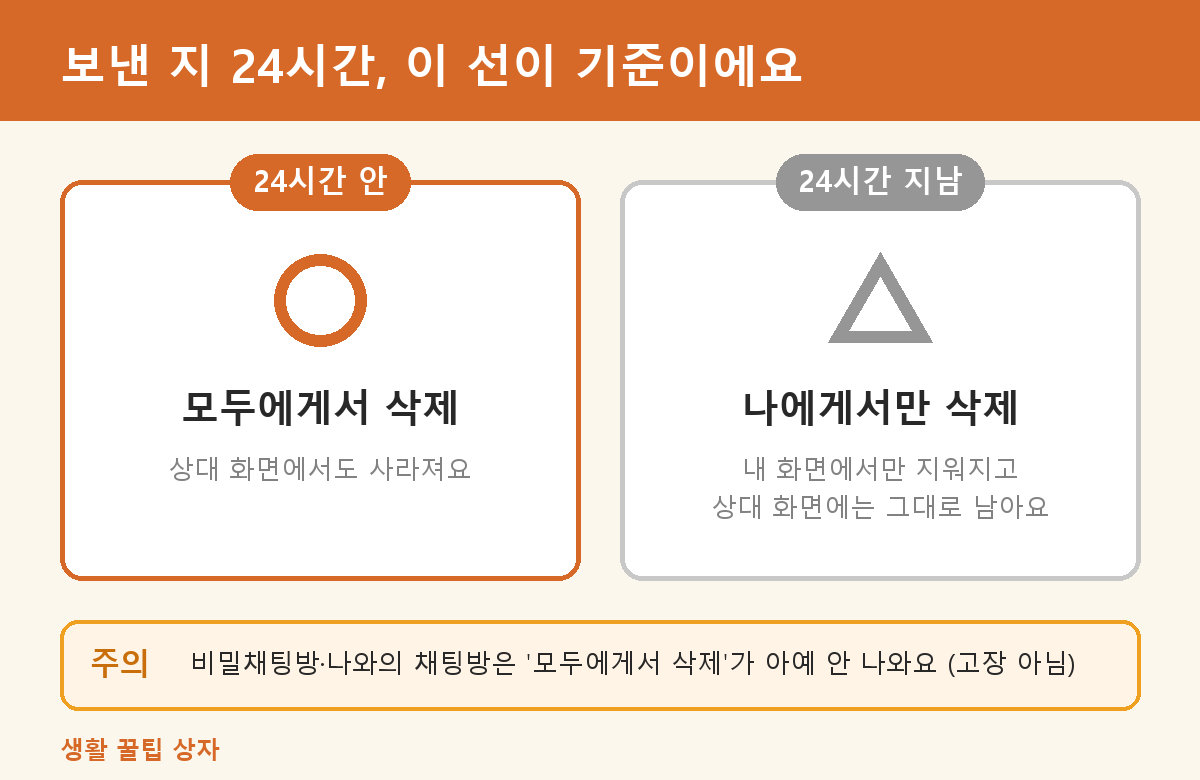 보낸 지 24시간, 이 선이 기준이에요
24시간 안
모두에게서 삭제
상대 화면에서도 사라져요
24시간 지남
나에게서만 삭제
내 화면에서만 지워지고
상대 화면에는 그대로 남아요
주의 비밀채팅방·나와의 채팅방은 '모두에게서 삭제'가 아예 안 나와요 (고장 아님)
생활 꿀팁 상자